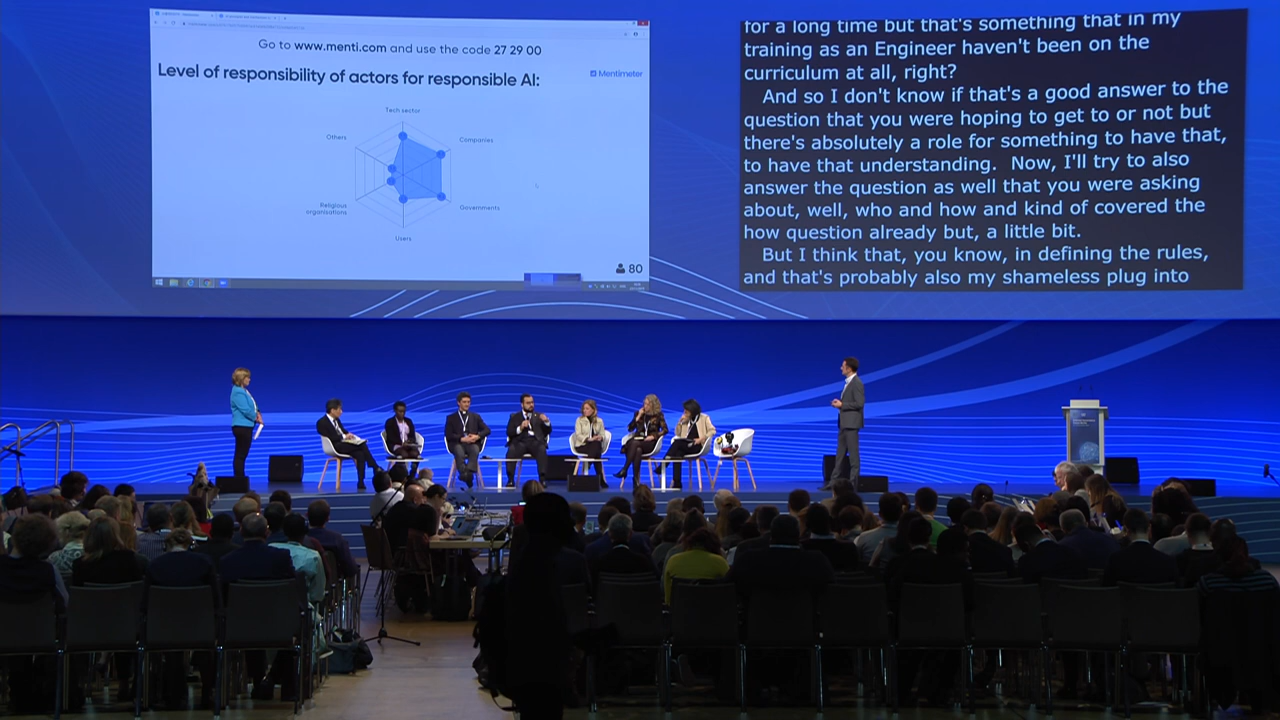 Go to www.menti.com and use the code 27 29 00
Level of responsibility of actors for responsible AI:
Mentimeter
Tech sector
Others
Companies
Religious
organisations
Governments
Users
80
for a long time but that's something that in my
training as an Engineer haven't been on the
curriculum at all, right?
And so I don't know if that's a good answer to the
question that you were hoping to get to or not but
there's absolutely a role for something to have that,
to have that understanding. Now, I'll try to also
answer the question as well that you were asking
about, well, who and how and kind of covered the
how question already but, a little bit.
But I think that, you know, in defining the rules,
and that's probably also my shameless plug into